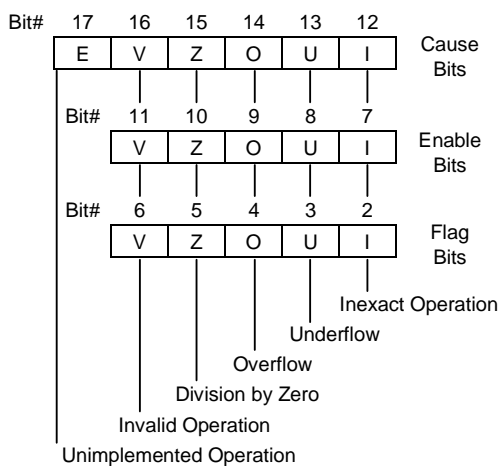 Bit# 17 16 15 14 13 12
E V Z O U I Cause Bits
Bit# 11 10 9 8 7
V Z O U I Enable Bits
Bit# 6 5 4 3 2
V Z O U I Flag Bits
Inexact Operation
Underflow
Overflow
Division by Zero
Invalid Operation
Unimplemented Operation